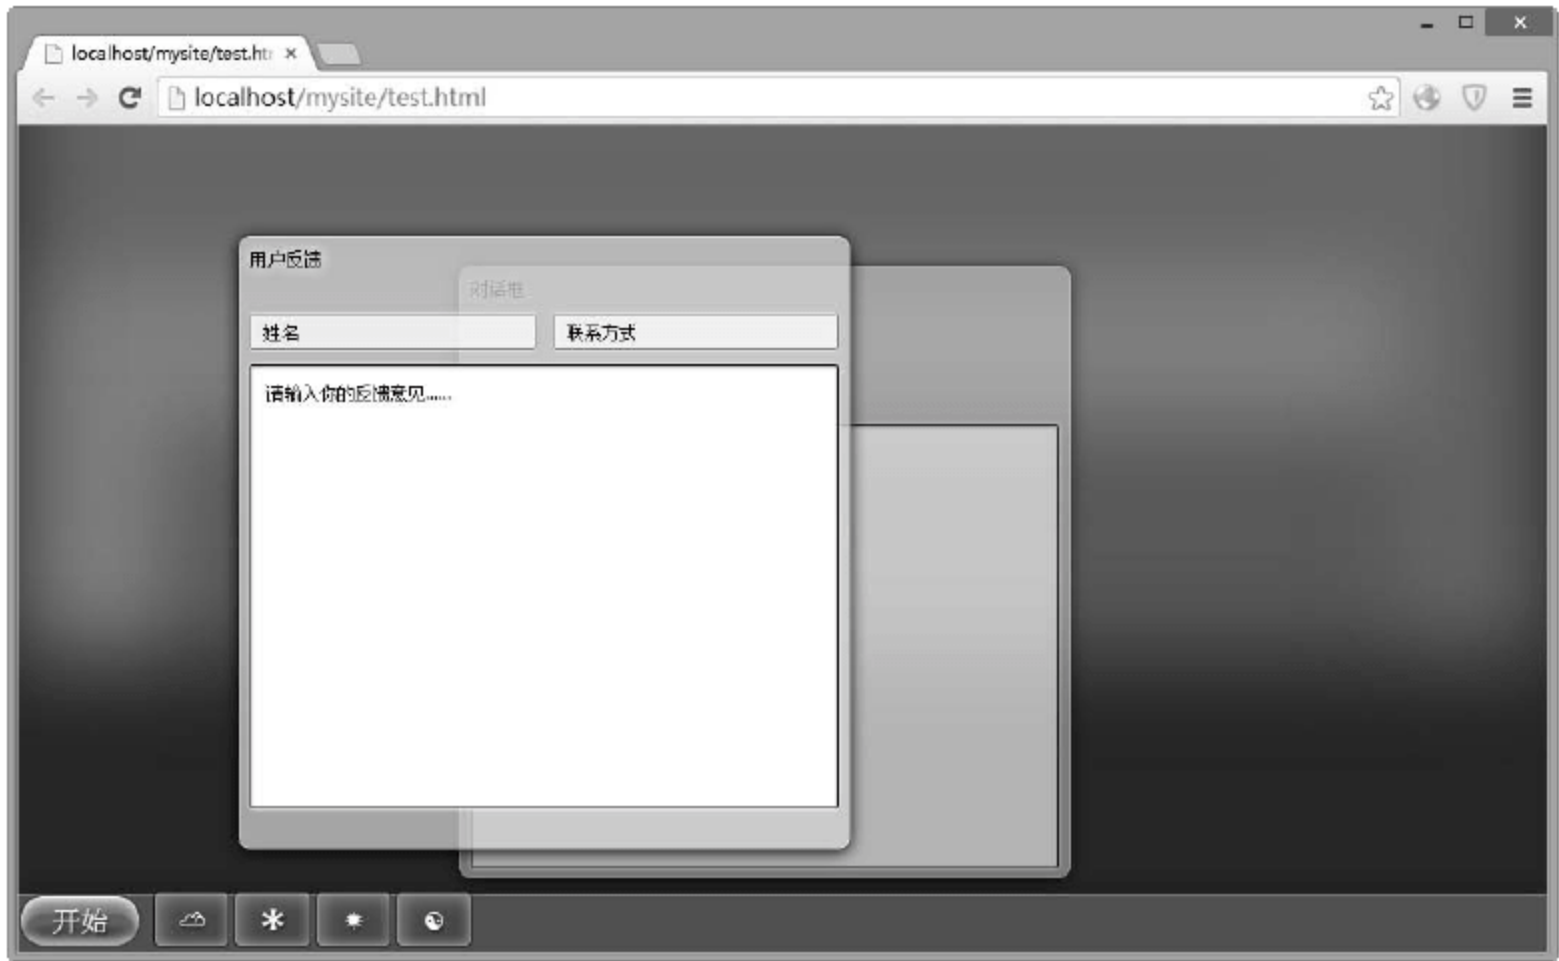 localhost/mysite/test.ht
localhost/mysite/test.html
用户反馈
对话框
姓名
联系方式
请输入你的反馈意见……
开始